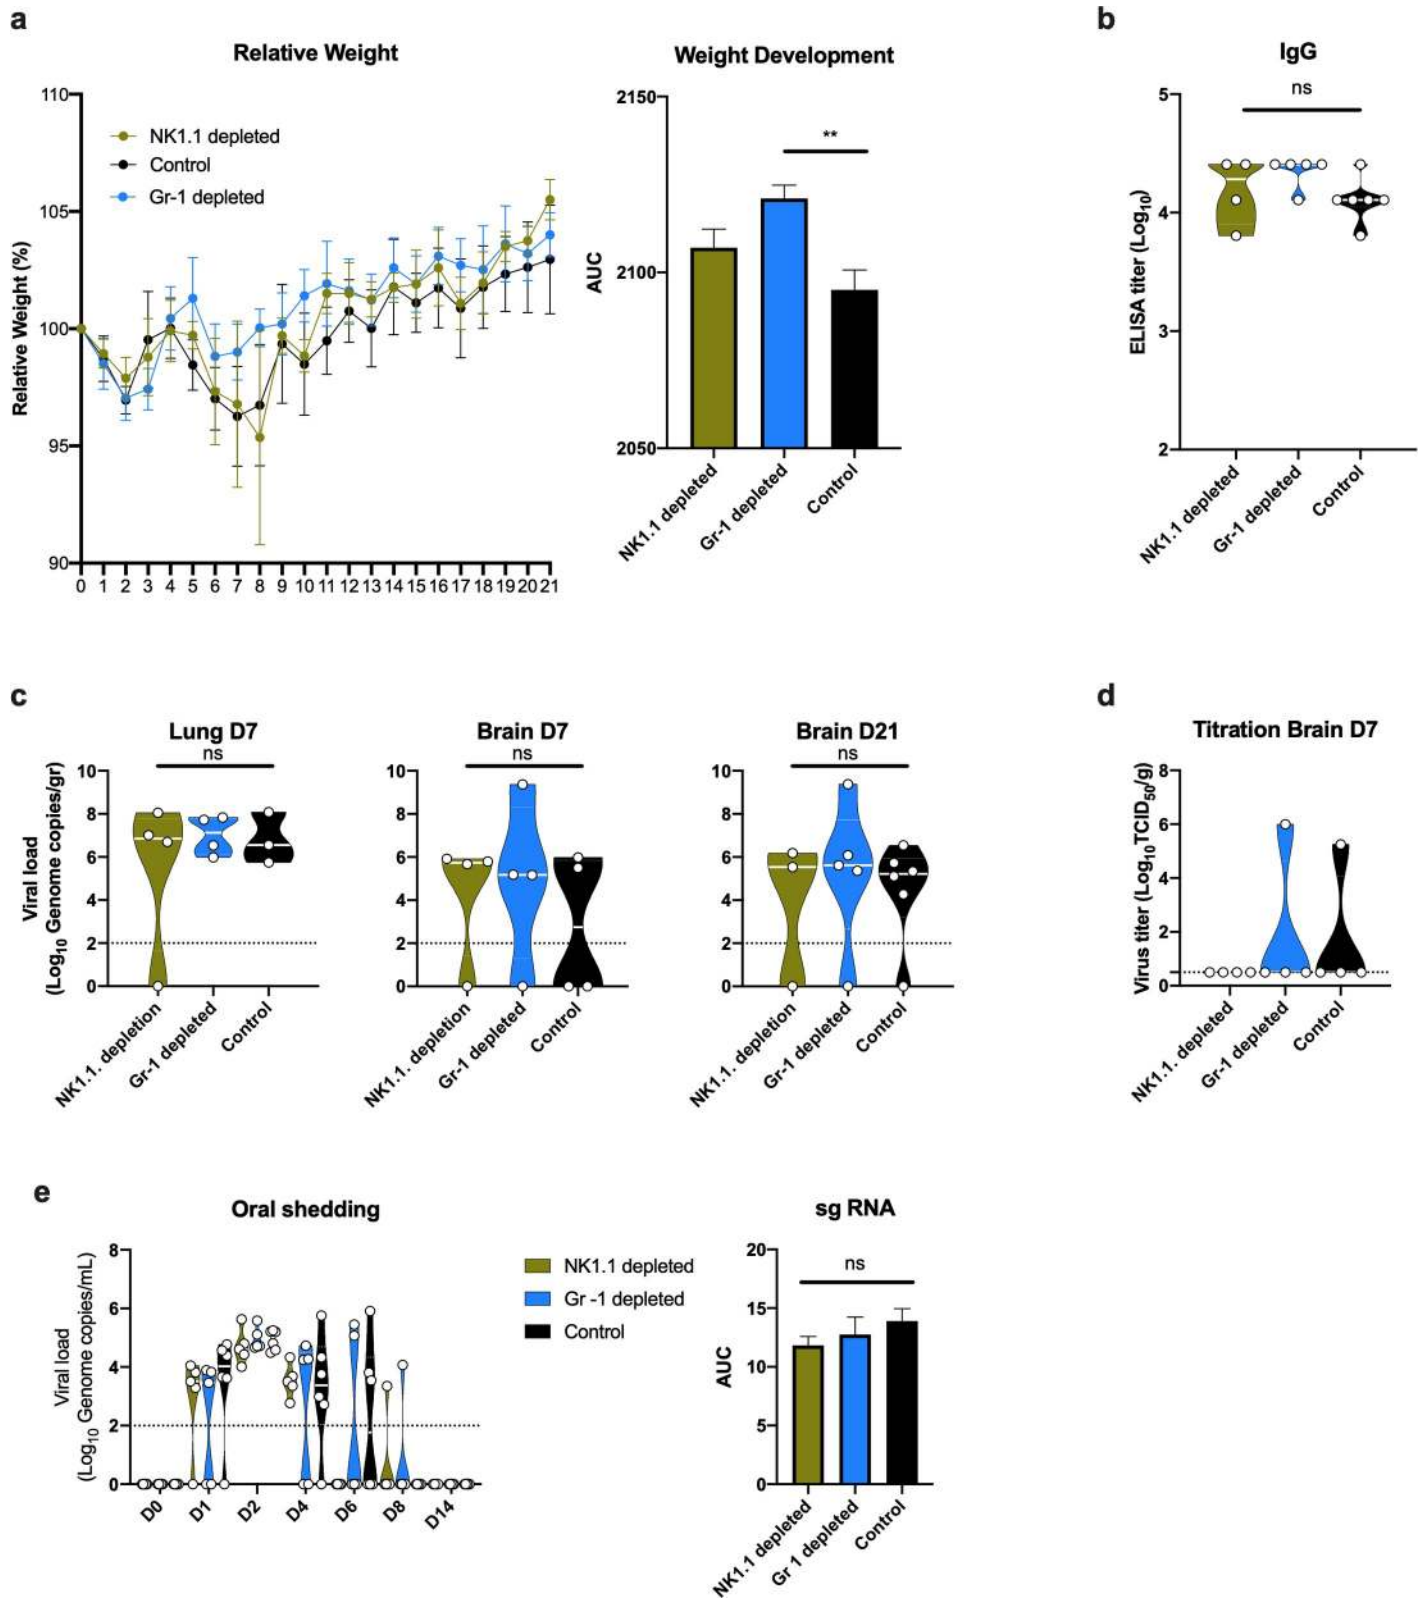 a
Relative Weight
110
105
100
95
90
Relative Weight (%)
NK1.1 depleted
Control
Gr-1 depleted
0 1 2 3 4 5 6 7 8 9 10 11 12 13 14 15 16 17 18 19 20 21
Weight Development
2150
2100
2050
AUC
**
NK1.1 depleted
Gr-1 depleted
Control
b
IgG
ns
5
4
3
2
ELISA titer (Log10)
NK1.1 depleted
Gr-1 depleted
Control
c
Lung D7
ns
Viral load
(Log10 Genome copies/gr)
10
8
6
4
2
0
NK1.1. depletion
Gr-1 depleted
Control
Brain D7
ns
10
8
6
4
2
0
NK1.1. depletion
Gr-1 depleted
Control
Brain D21
ns
10
8
6
4
2
0
NK1.1. depletion
Gr-1 depleted
Control
d
Titration Brain D7
Virus titer (Log10TCID50/g)
8
6
4
2
0
NK1.1. depleted
Gr-1 depleted
Control
e
Oral shedding
Viral load
(Log10 Genome copies/mL)
8
6
4
2
0
D0 D1 D2 D4 D6 D8 D14
NK1.1 depleted
Gr -1 depleted
Control
sg RNA
ns
20
15
10
5
0
AUC
NK1.1 depleted
Gr 1 depleted
Control